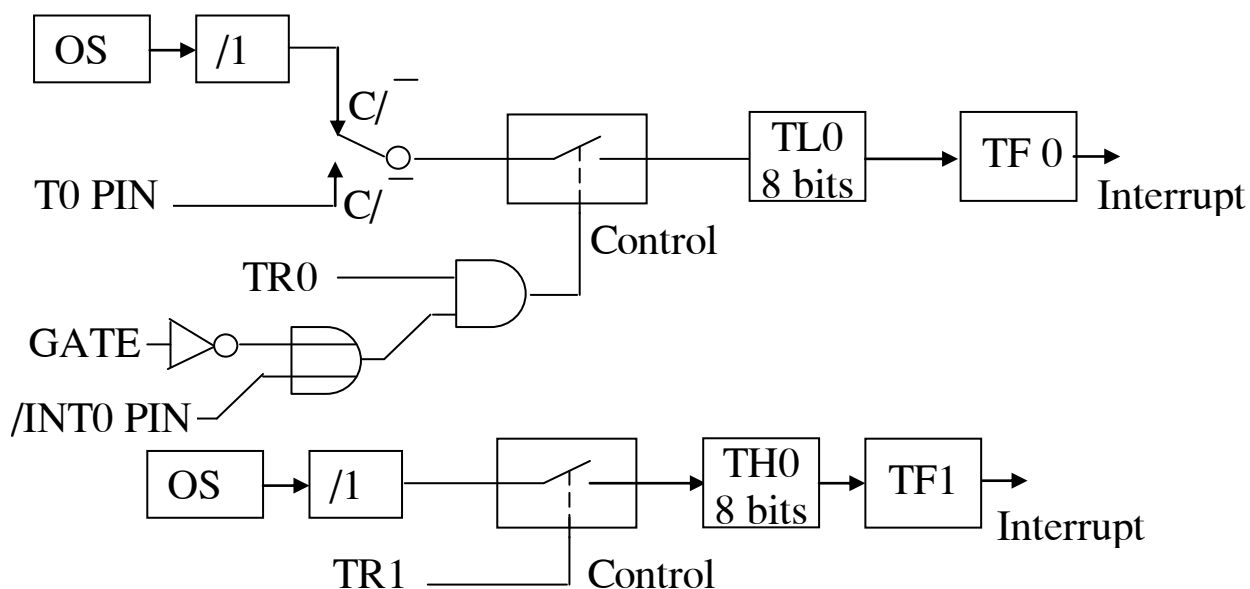 OS
/1
C/¯
T0 PIN
C/¯
TL0
8 bits
TF 0
Interrupt
Control
TR0
GATE
/INT0 PIN
OS
/1
TH0
8 bits
TF1
Interrupt
TR1
Control